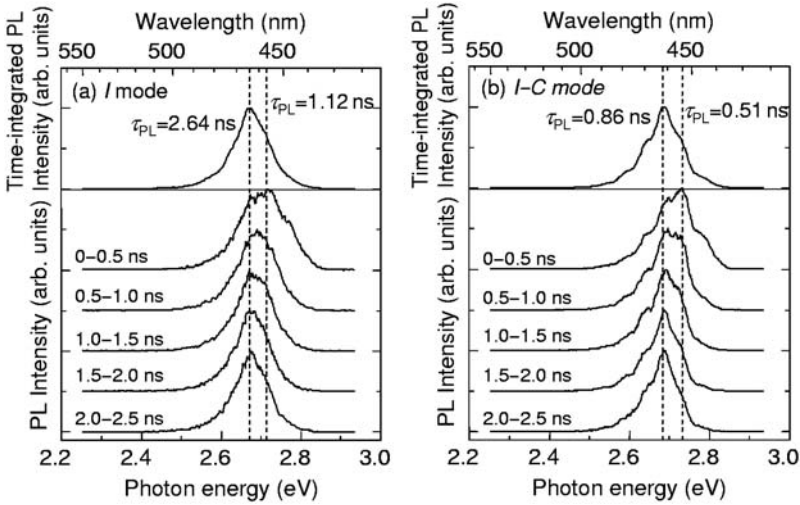 Wavelength (nm)
550 500 450
Time-integrated PL
Intensity (arb. units)
(a) I mode
τPL=2.64 ns
τPL=1.12 ns
PL Intensity (arb. units)
0–0.5 ns
0.5–1.0 ns
1.0–1.5 ns
1.5–2.0 ns
2.0–2.5 ns
2.2 2.4 2.6 2.8 3.0
Photon energy (eV)
Wavelength (nm)
550 500 450
Time-integrated PL
Intensity (arb. units)
(b) I–C mode
τPL=0.86 ns
τPL=0.51 ns
PL Intensity (arb. units)
0–0.5 ns
0.5–1.0 ns
1.0–1.5 ns
1.5–2.0 ns
2.0–2.5 ns
2.2 2.4 2.6 2.8 3.0
Photon energy (eV)